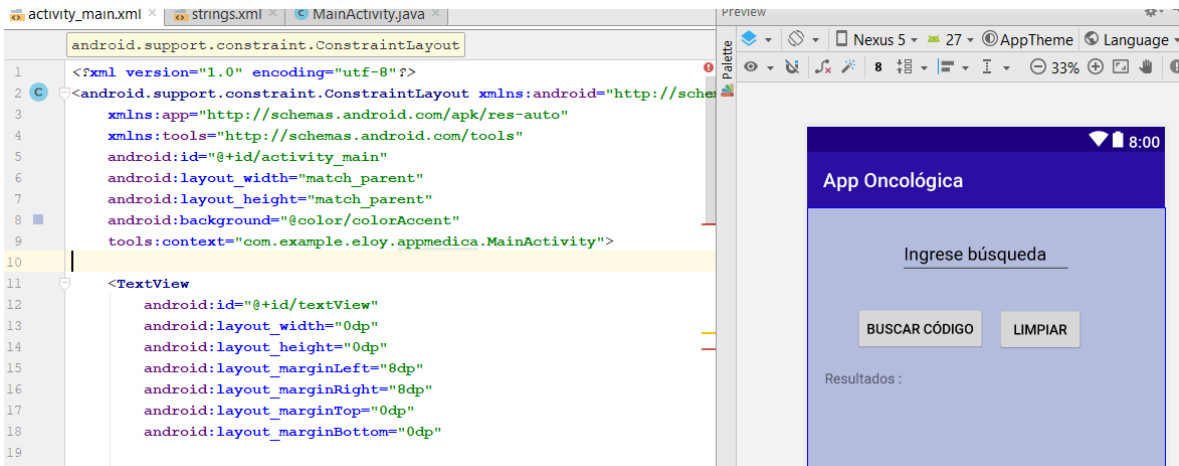 activity_main.xml × strings.xml × C MainActivity.java × Preview
android.support.constraint.ConstraintLayout
Palette
Nexus 5 27 AppTheme Language
8 33%
1 <?xml version="1.0" encoding="utf-8"?>
2 C <android.support.constraint.ConstraintLayout xmlns:android="http://schem
3 xmlns:app="http://schemas.android.com/apk/res-auto"
4 xmlns:tools="http://schemas.android.com/tools"
5 android:id="@+id/activity_main"
6 android:layout_width="match_parent"
7 android:layout_height="match_parent"
8 android:background="@color/colorAccent"
9 tools:context="com.example.eloy.appmedica.MainActivity">
10
11 <TextView
12 android:id="@+id/textView"
13 android:layout_width="0dp"
14 android:layout_height="0dp"
15 android:layout_marginLeft="8dp"
16 android:layout_marginRight="8dp"
17 android:layout_marginTop="0dp"
18 android:layout_marginBottom="0dp"
19
8:00
App Oncológica
Ingrese búsqueda
BUSCAR CÓDIGO LIMPIAR
Resultados :